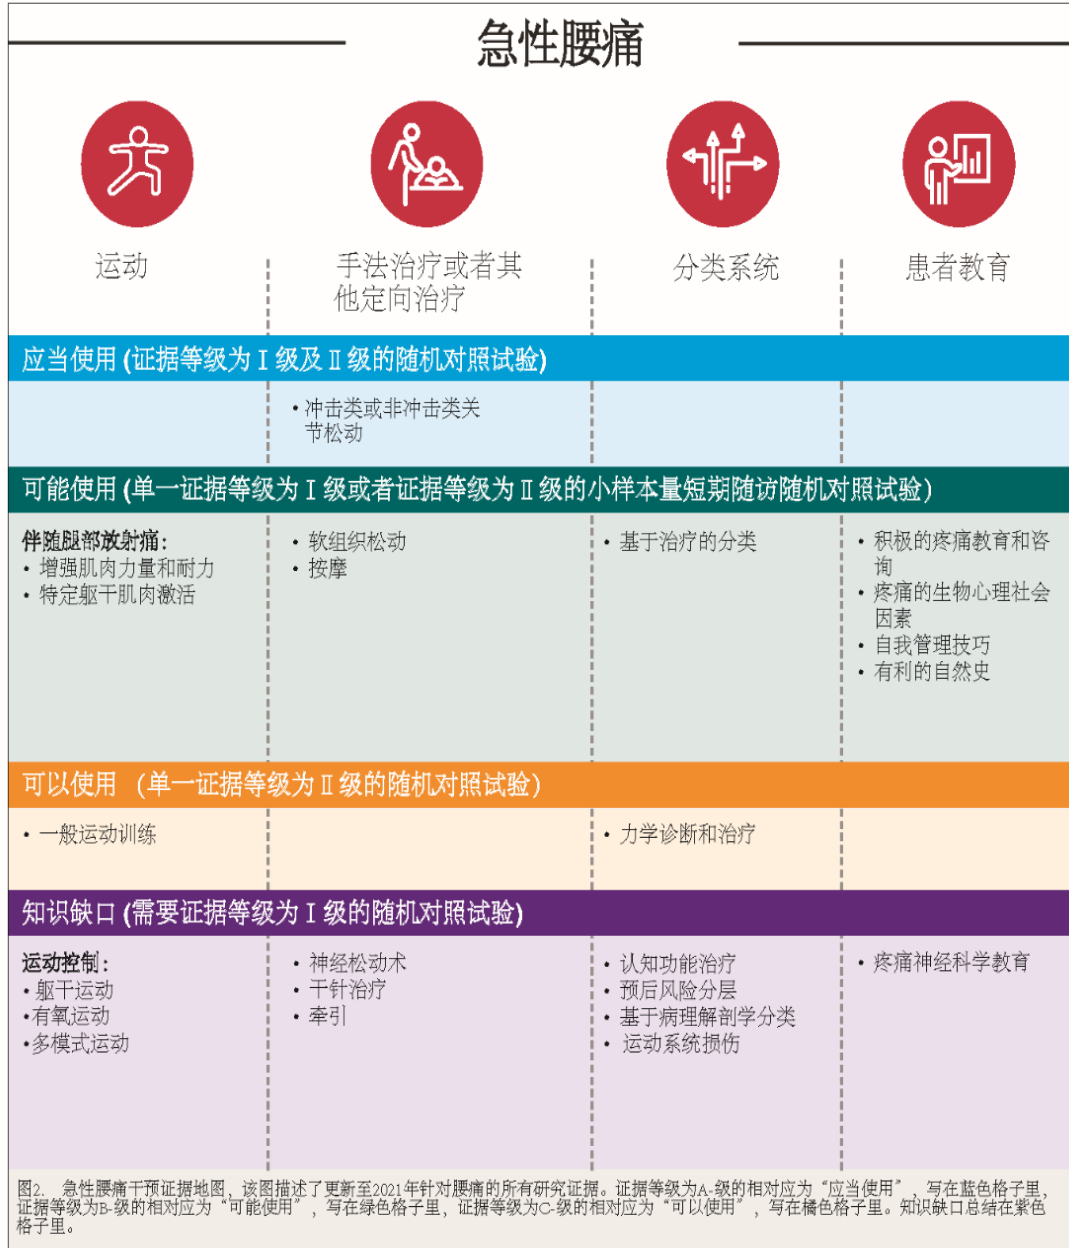 急性腰痛
运动
手法治疗或者其
他定向治疗
分类系统
患者教育
应当使用 (证据等级为 I 级及 II 级的随机对照试验)
• 冲击类或非冲击类关
节松动
可能使用 (单一证据等级为 I 级或者证据等级为 II 级的小样本量短期随访随机对照试验)
伴随腿部放射痛:
• 增强肌肉力量和耐力
• 特定躯干肌肉激活
• 软组织松动
• 按摩
• 基于治疗的分类
• 积极的疼痛教育和咨
询
• 疼痛的生物心理社会
因素
• 自我管理技巧
• 有利的自然史
可以使用 (单一证据等级为 II 级的随机对照试验)
• 一般运动训练
• 力学诊断和治疗
知识缺口 (需要证据等级为 I 级的随机对照试验)
运动控制:
• 躯干运动
•有氧运动
•多模式运动
• 神经松动术
• 干针治疗
• 牵引
• 认知功能治疗
• 预后风险分层
• 基于病理解剖学分类
• 运动系统损伤
• 疼痛神经科学教育
图2. 急性腰痛干预证据地图, 该图描述了更新至2021年针对腰痛的所有研究证据。证据等级为A-级的相对应为“应当使用”, 写在蓝色格子里,
证据等级为B-级的相对应为“可能使用”, 写在绿色格子里, 证据等级为C-级的相对应为“可以使用”, 写在橘色格子里。知识缺口总结在紫色
格子里。